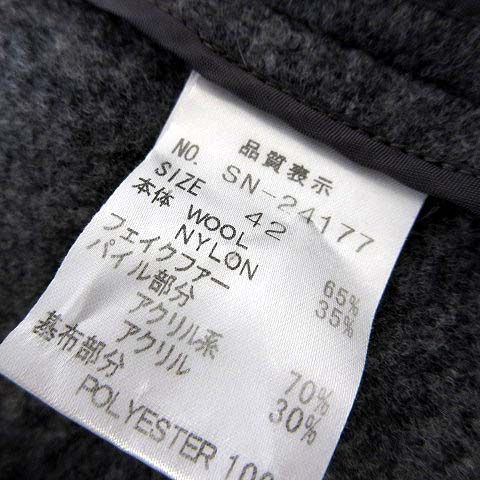 品質表示
NO. SN-24177
SIZE 42
本体 WOOL 65%
NYLON 35%
フェイクファー
パイル部分
アクリル系 70%
アクリル 30%
基布部分
POLYESTER 100